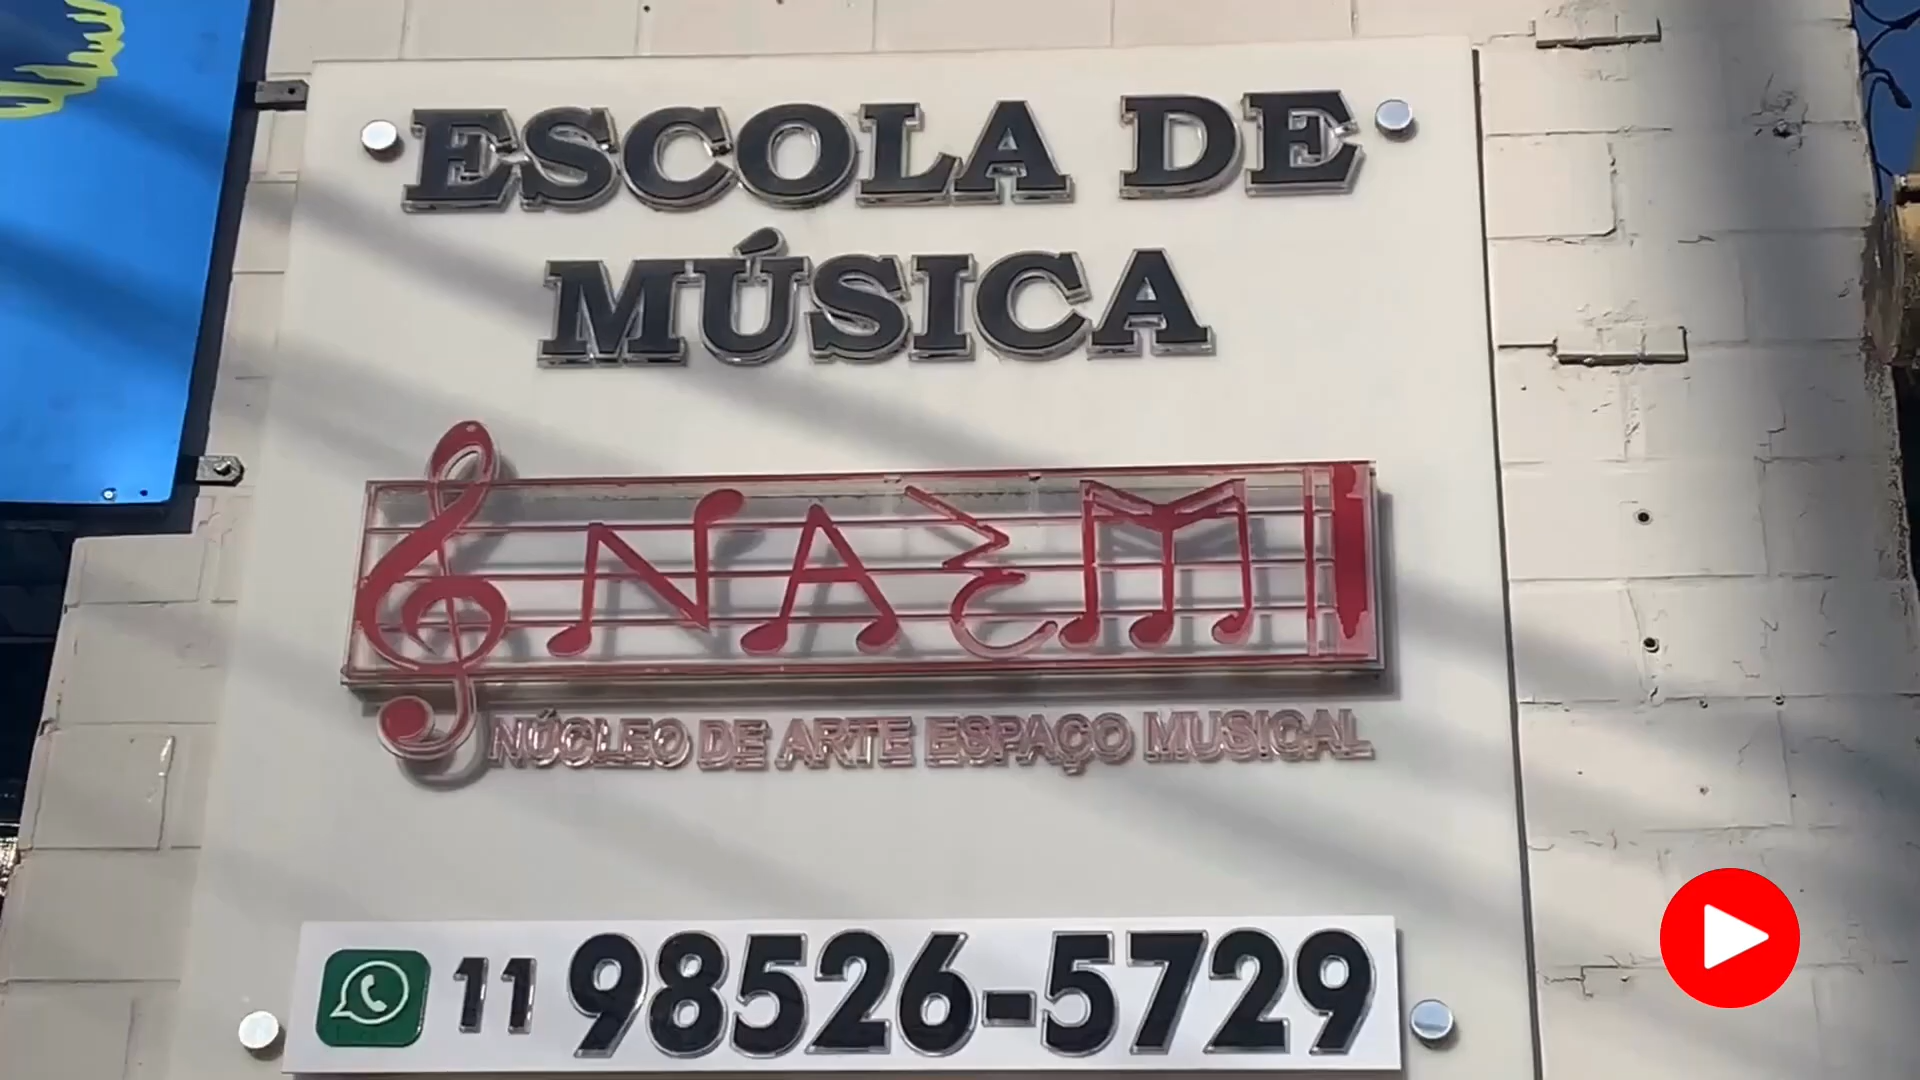 ESCOLA DE
MÚSICA
NAEM
NÚCLEO DE ARTE ESPAÇO MUSICAL
11 98526-5729